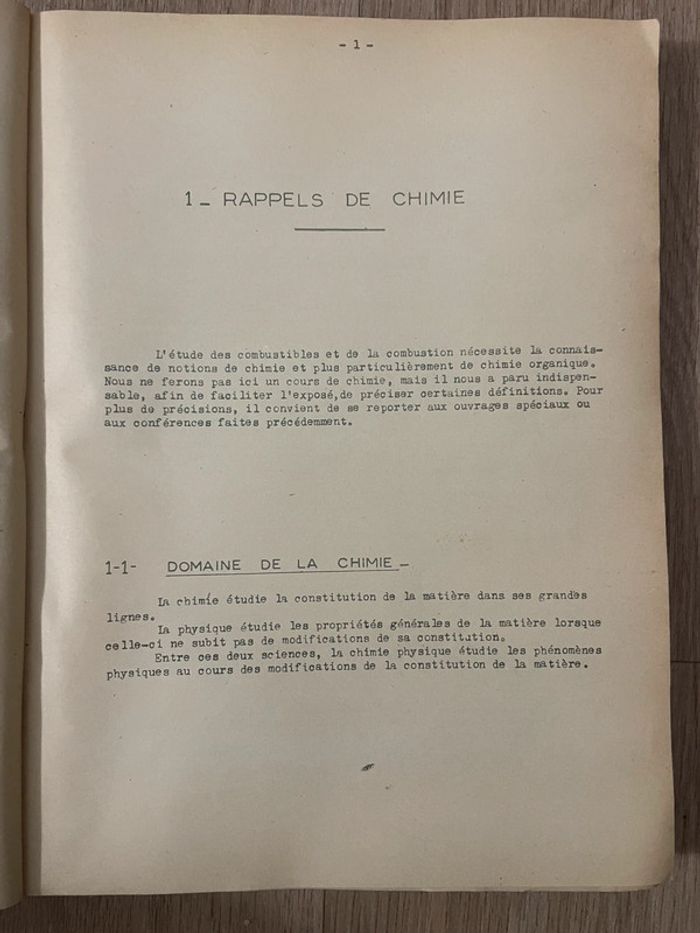 - 1 -
1 - RAPPELS DE CHIMIE
L'étude des combustibles et de la combustion nécessite la connais-
sance de notions de chimie et plus particulièrement de chimie organique.
Nous ne ferons pas ici un cours de chimie, mais il nous a paru indispen-
sable, afin de faciliter l'exposé,de préciser certaines définitions. Pour
plus de précisions, il convient de se reporter aux ouvrages spéciaux ou
aux conférences faites précédemment.
1-1- DOMAINE DE LA CHIMIE -
La chimie étudie la constitution de la matière dans ses grandes
lignes.
La physique étudie les propriétés générales de la matière lorsque
celle-ci ne subit pas de modifications de sa constitution.
Entre ces deux sciences, la chimie physique étudie les phénomènes
physiques au cours des modifications de la constitution de la matière.